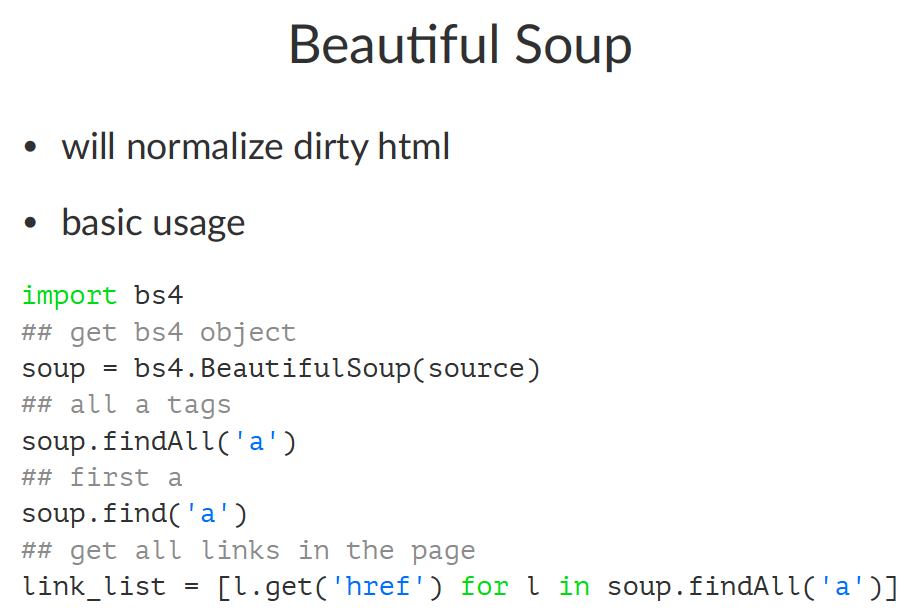 Beautiful Soup
• will normalize dirty html
• basic usage
import bs4
## get bs4 object
soup = bs4.BeautifulSoup(source)
## all a tags
soup.findAll('a')
## first a
soup.find('a')
## get all links in the page
link_list = [l.get('href') for l in soup.findAll('a')]